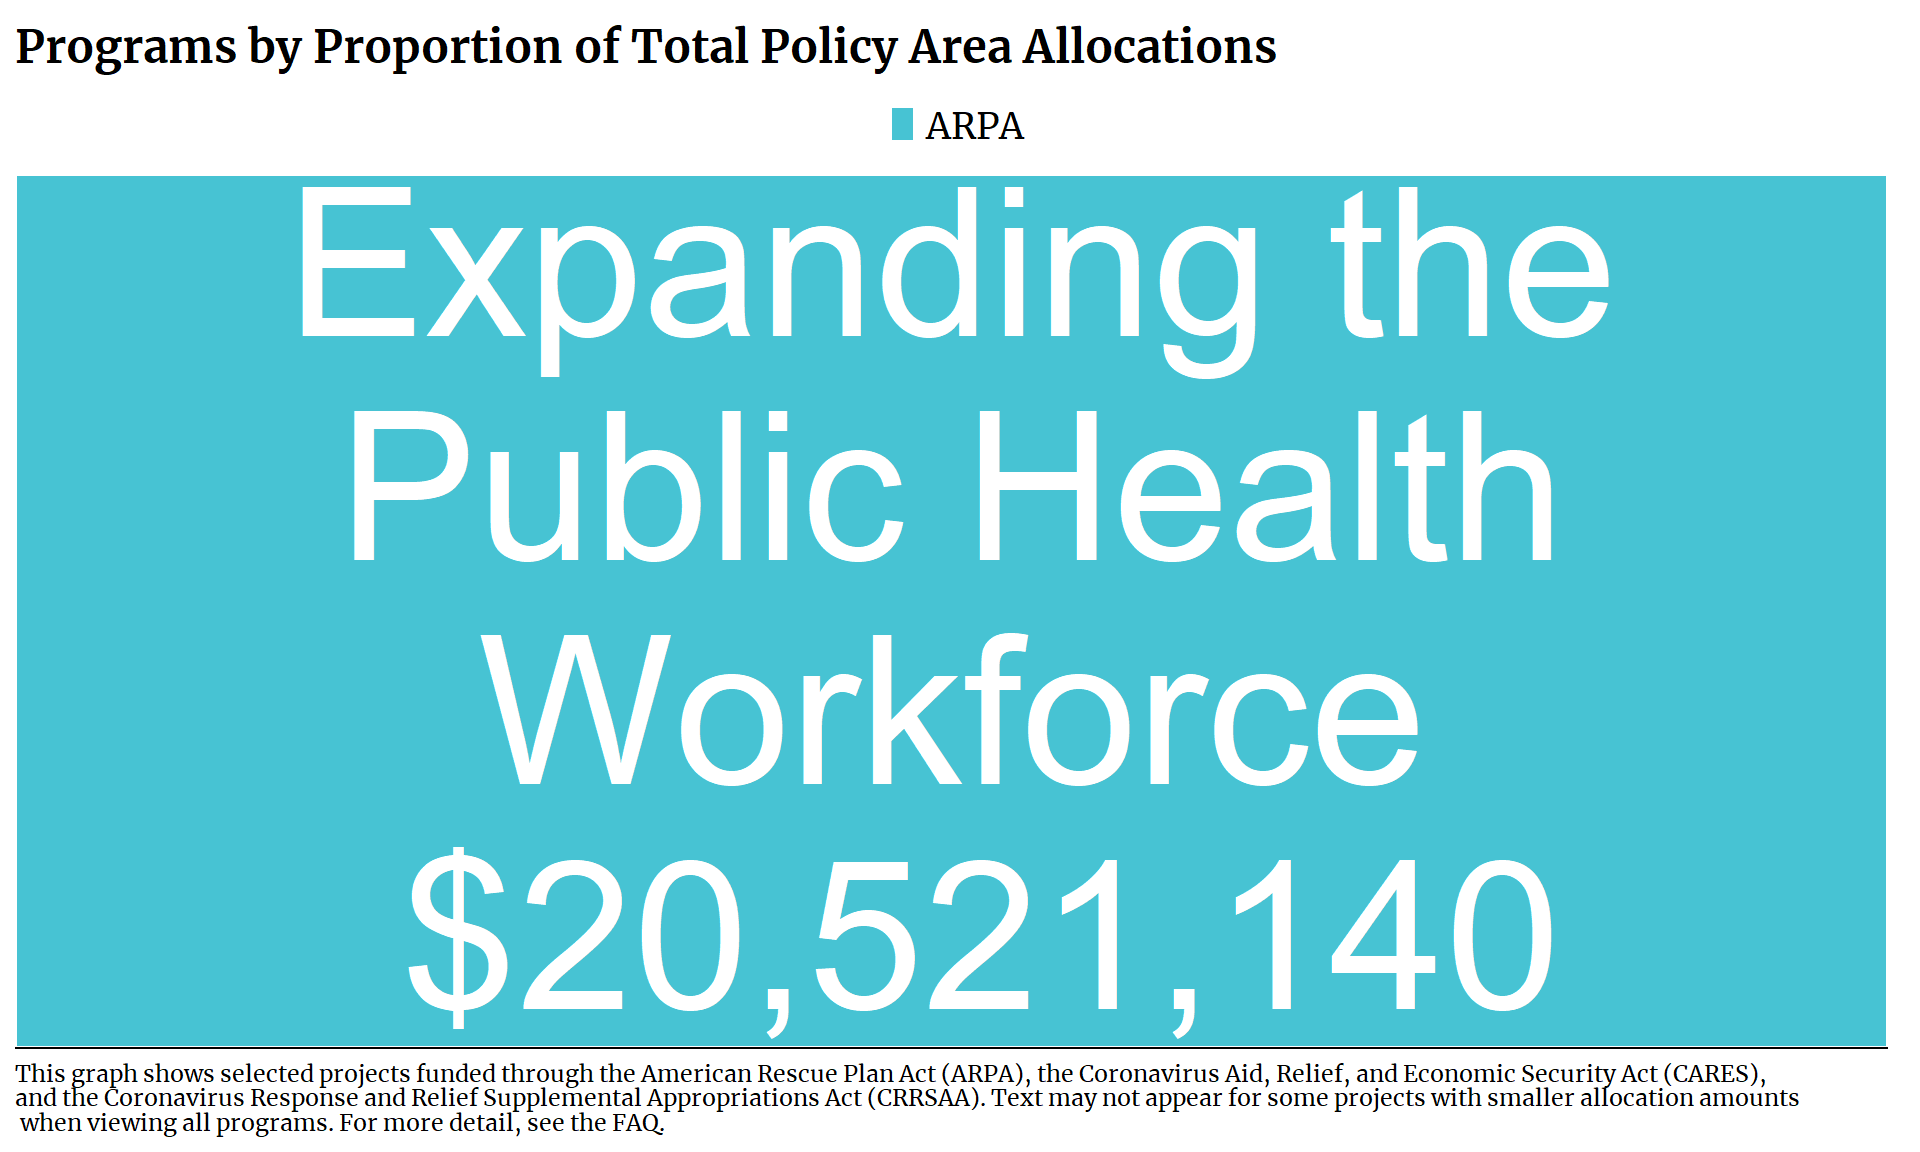 Programs by Proportion of Total Policy Area Allocations
ARPA
Expanding the
Public Health
Workforce
$20,521,140
This graph shows selected projects funded through the American Rescue Plan Act (ARPA), the Coronavirus Aid, Relief, and Economic Security Act (CARES),
and the Coronavirus Response and Relief Supplemental Appropriations Act (CRRSAA). Text may not appear for some projects with smaller allocation amounts
when viewing all programs. For more detail, see the FAQ.